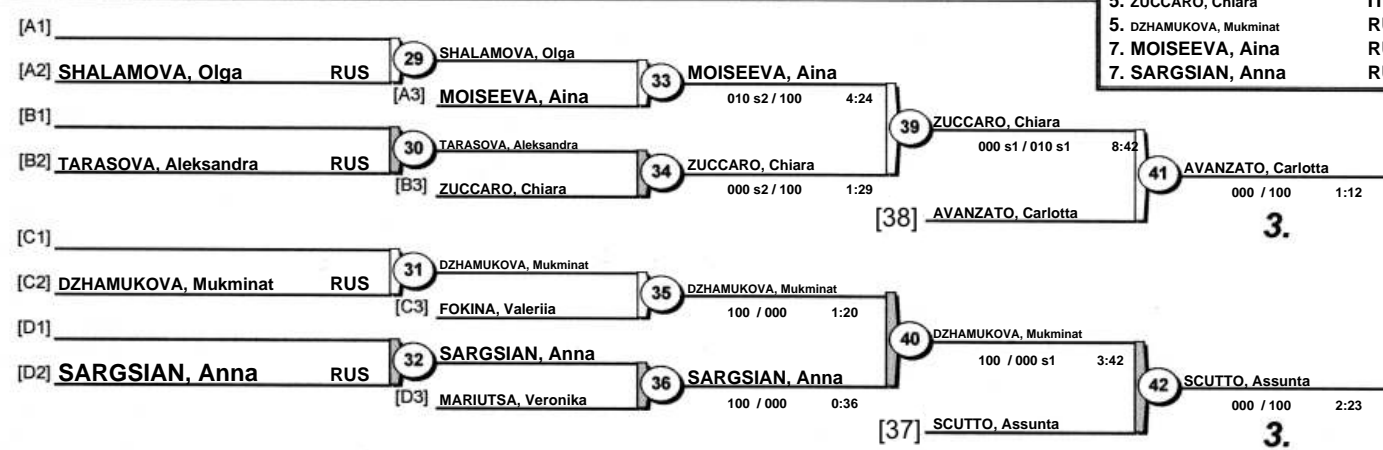 5. ZUCCARO, Chiara
5. DZHAMUKOVA, Mukminat
7. MOISEEVA, Aina
7. SARGSIAN, Anna
[A1]
[A2] SHALAMOVA, Olga RUS
29
SHALAMOVA, Olga
[A3] MOISEEVA, Aina
33
MOISEEVA, Aina
010 s2 / 100 4:24
[B1]
[B2] TARASOVA, Aleksandra RUS
30
TARASOVA, Aleksandra
[B3] ZUCCARO, Chiara
34
ZUCCARO, Chiara
000 s2 / 100 1:29
39
ZUCCARO, Chiara
000 s1 / 010 s1 8:42
[38] AVANZATO, Carlotta
41
AVANZATO, Carlotta
000 / 100 1:12
3.
[C1]
[C2] DZHAMUKOVA, Mukminat RUS
31
DZHAMUKOVA, Mukminat
[C3] FOKINA, Valeriia
35
DZHAMUKOVA, Mukminat
100 / 000 1:20
[D1]
[D2] SARGSIAN, Anna RUS
32
SARGSIAN, Anna
[D3] MARIUTSA, Veronika
36
SARGSIAN, Anna
100 / 000 0:36
40
DZHAMUKOVA, Mukminat
100 / 000 s1 3:42
[37] SCUTTO, Assunta
42
SCUTTO, Assunta
000 / 100 2:23
3.